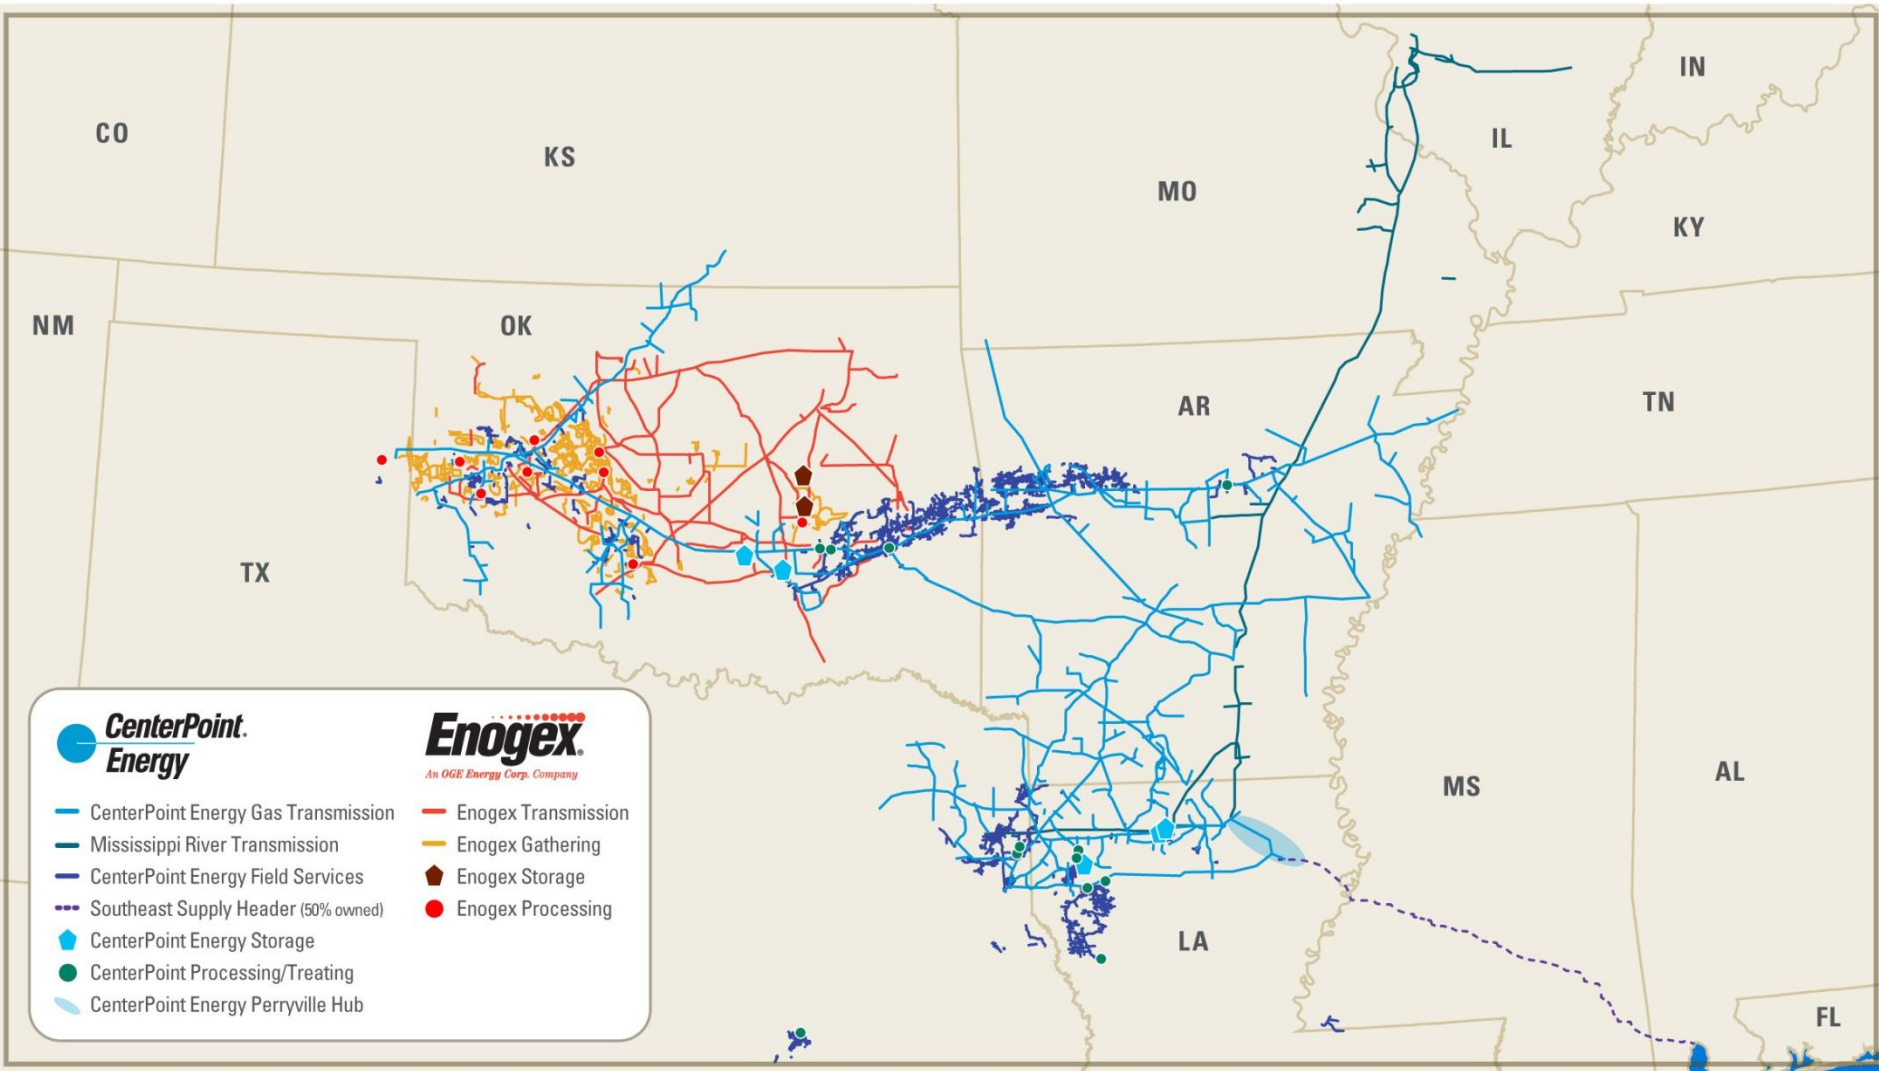 CO
KS
MO
IL
IN
KY
NM
OK
AR
TN
TX
MS
AL
LA
FL
CenterPoint.
Energy
CenterPoint Energy Gas Transmission
Mississippi River Transmission
CenterPoint Energy Field Services
Southeast Supply Header (50% owned)
CenterPoint Energy Storage
CenterPoint Processing/Treating
CenterPoint Energy Perryville Hub
Enogex®
An OGE Energy Corp. Company
Enogex Transmission
Enogex Gathering
Enogex Storage
Enogex Processing